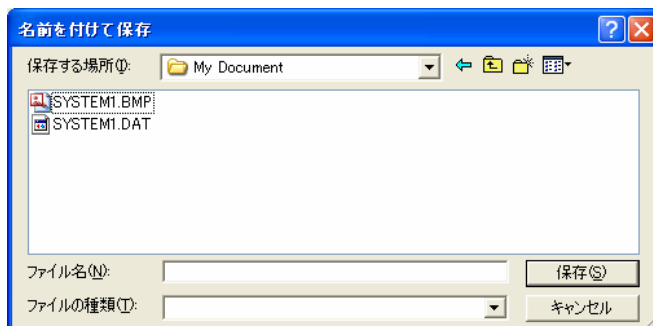 名前を付けて保存
保存する場所(I): My Document
SYSTEM1.BMP
SYSTEM1.DAT
ファイル名(N): 保存(S)
ファイルの種類(T): キャンセル